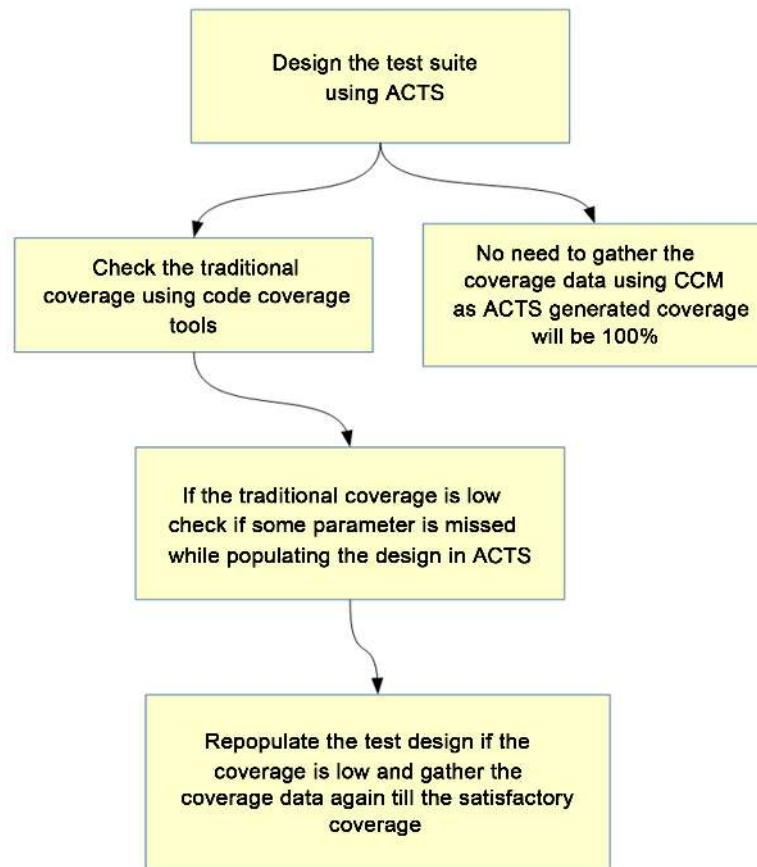 Design the test suite
using ACTS
Check the traditional
coverage using code coverage
tools
No need to gather the
coverage data using CCM
as ACTS generated coverage
will be 100%
If the traditional coverage is low
check if some parameter is missed
while populating the design in ACTS
Repopulate the test design if the
coverage is low and gather the
coverage data again till the satisfactory
coverage